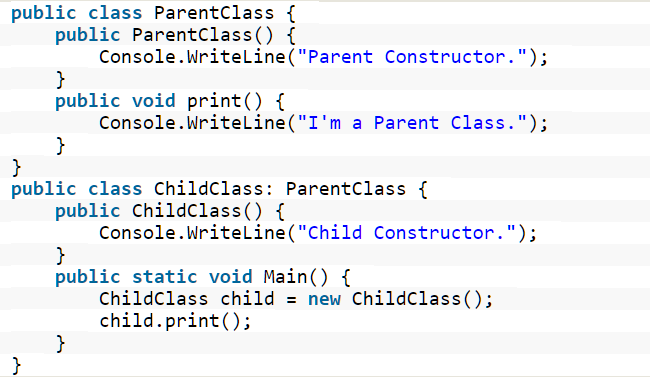 public class ParentClass {
    public ParentClass() {
        Console.WriteLine("Parent Constructor.");
    }
    public void print() {
        Console.WriteLine("I'm a Parent Class.");
    }
}
public class ChildClass: ParentClass {
    public ChildClass() {
        Console.WriteLine("Child Constructor.");
    }
    public static void Main() {
        ChildClass child = new ChildClass();
        child.print();
    }
}